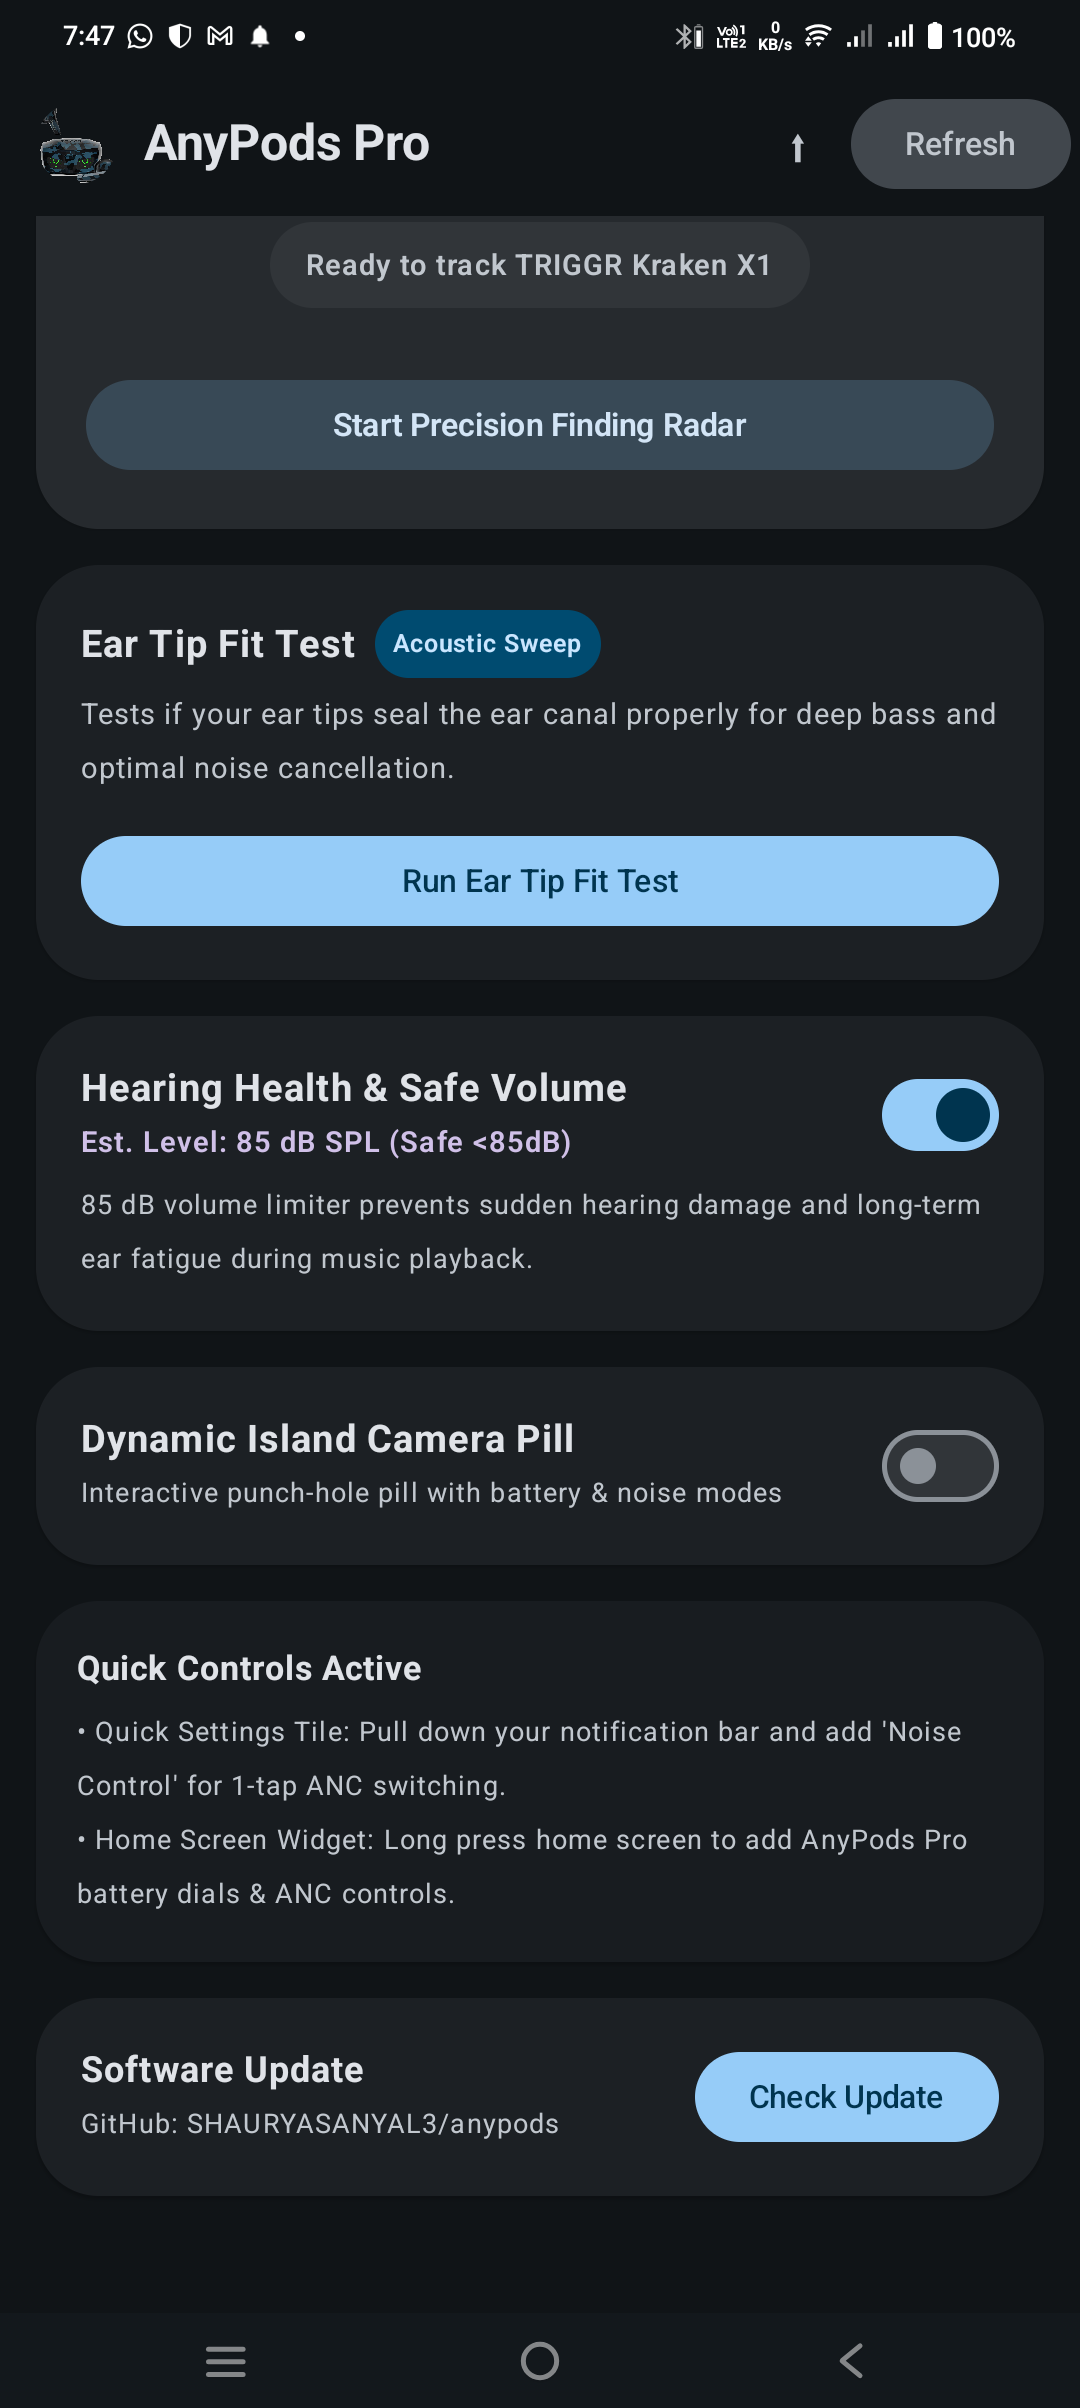 7:47
Vo))1
LTE2
0
KB/s
100%
AnyPods Pro
Refresh
Ready to track TRIGGR Kraken X1
Start Precision Finding Radar
Ear Tip Fit Test
Acoustic Sweep
Tests if your ear tips seal the ear canal properly for deep bass and
optimal noise cancellation.
Run Ear Tip Fit Test
Hearing Health & Safe Volume
Est. Level: 85 dB SPL (Safe <85dB)
85 dB volume limiter prevents sudden hearing damage and long-term
ear fatigue during music playback.
Dynamic Island Camera Pill
Interactive punch-hole pill with battery & noise modes
Quick Controls Active
• Quick Settings Tile: Pull down your notification bar and add 'Noise
Control' for 1-tap ANC switching.
• Home Screen Widget: Long press home screen to add AnyPods Pro
battery dials & ANC controls.
Software Update
GitHub: SHAURYASANYAL3/anypods
Check Update